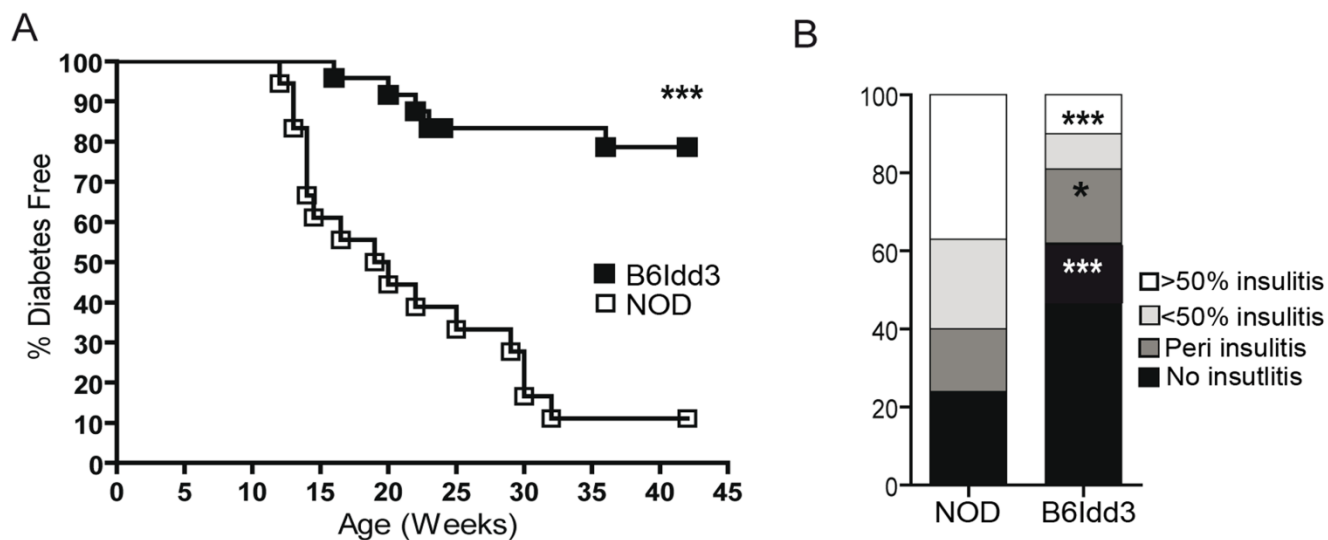 A
100
90
80
70
60
50
40
30
20
10
0
% Diabetes Free
***
B6Idd3
NOD
0 5 10 15 20 25 30 35 40 45
Age (Weeks)
B
100
80
60
40
20
0
***
*
***
NOD B6Idd3
>50% insulitis
<50% insulitis
Peri insulitis
No insutlitis